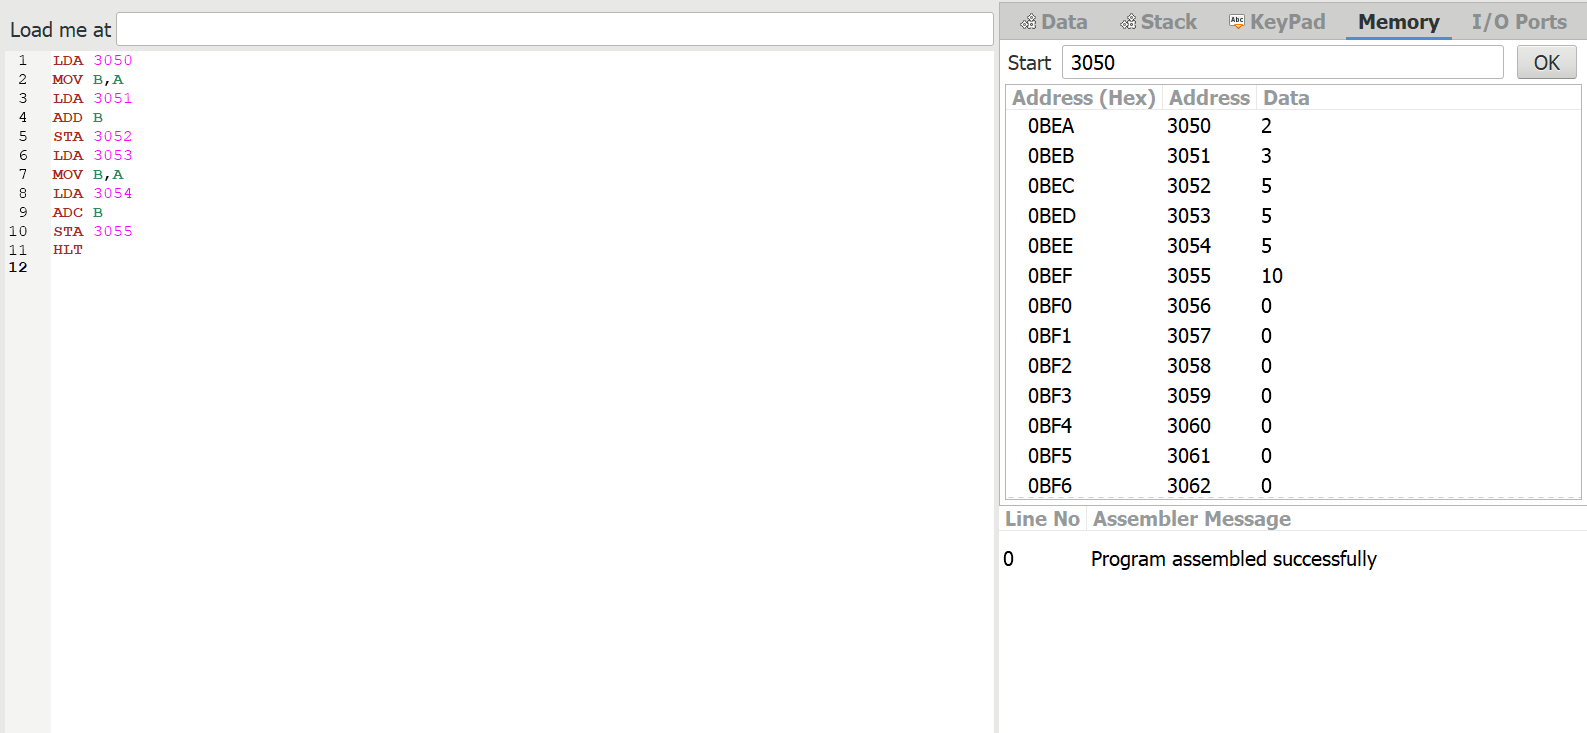 Load me at
1 LDA 3050
2 MOV B,A
3 LDA 3051
4 ADD B
5 STA 3052
6 LDA 3053
7 MOV B,A
8 LDA 3054
9 ADC B
10 STA 3055
11 HLT
12
Data Stack Abc KeyPad Memory I/O Ports
Start 3050 OK
Address (Hex) Address Data
0BEA 3050 2
0BEB 3051 3
0BEC 3052 5
0BED 3053 5
0BEE 3054 5
0BEF 3055 10
0BF0 3056 0
0BF1 3057 0
0BF2 3058 0
0BF3 3059 0
0BF4 3060 0
0BF5 3061 0
0BF6 3062 0
Line No Assembler Message
0 Program assembled successfully